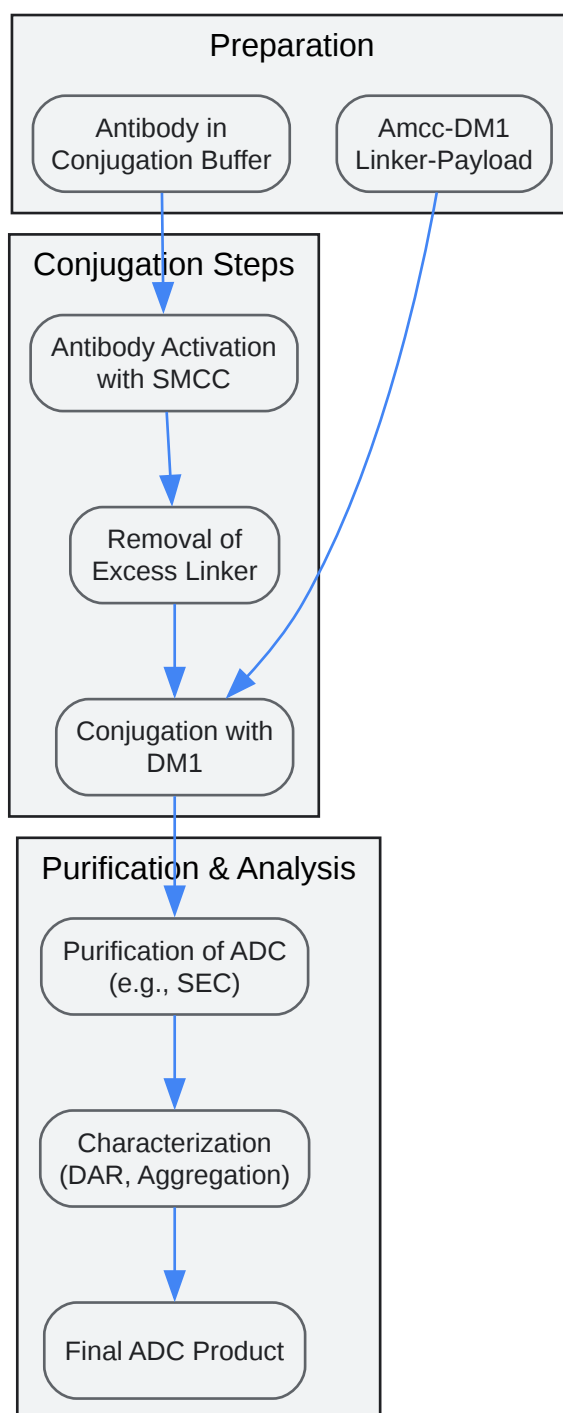 Preparation
Antibody in
Conjugation Buffer
Amcc-DM1
Linker-Payload
Conjugation Steps
Antibody Activation
with SMCC
Removal of
Excess Linker
Conjugation with
DM1
Purification & Analysis
Purification of ADC
(e.g., SEC)
Characterization
(DAR, Aggregation)
Final ADC Product